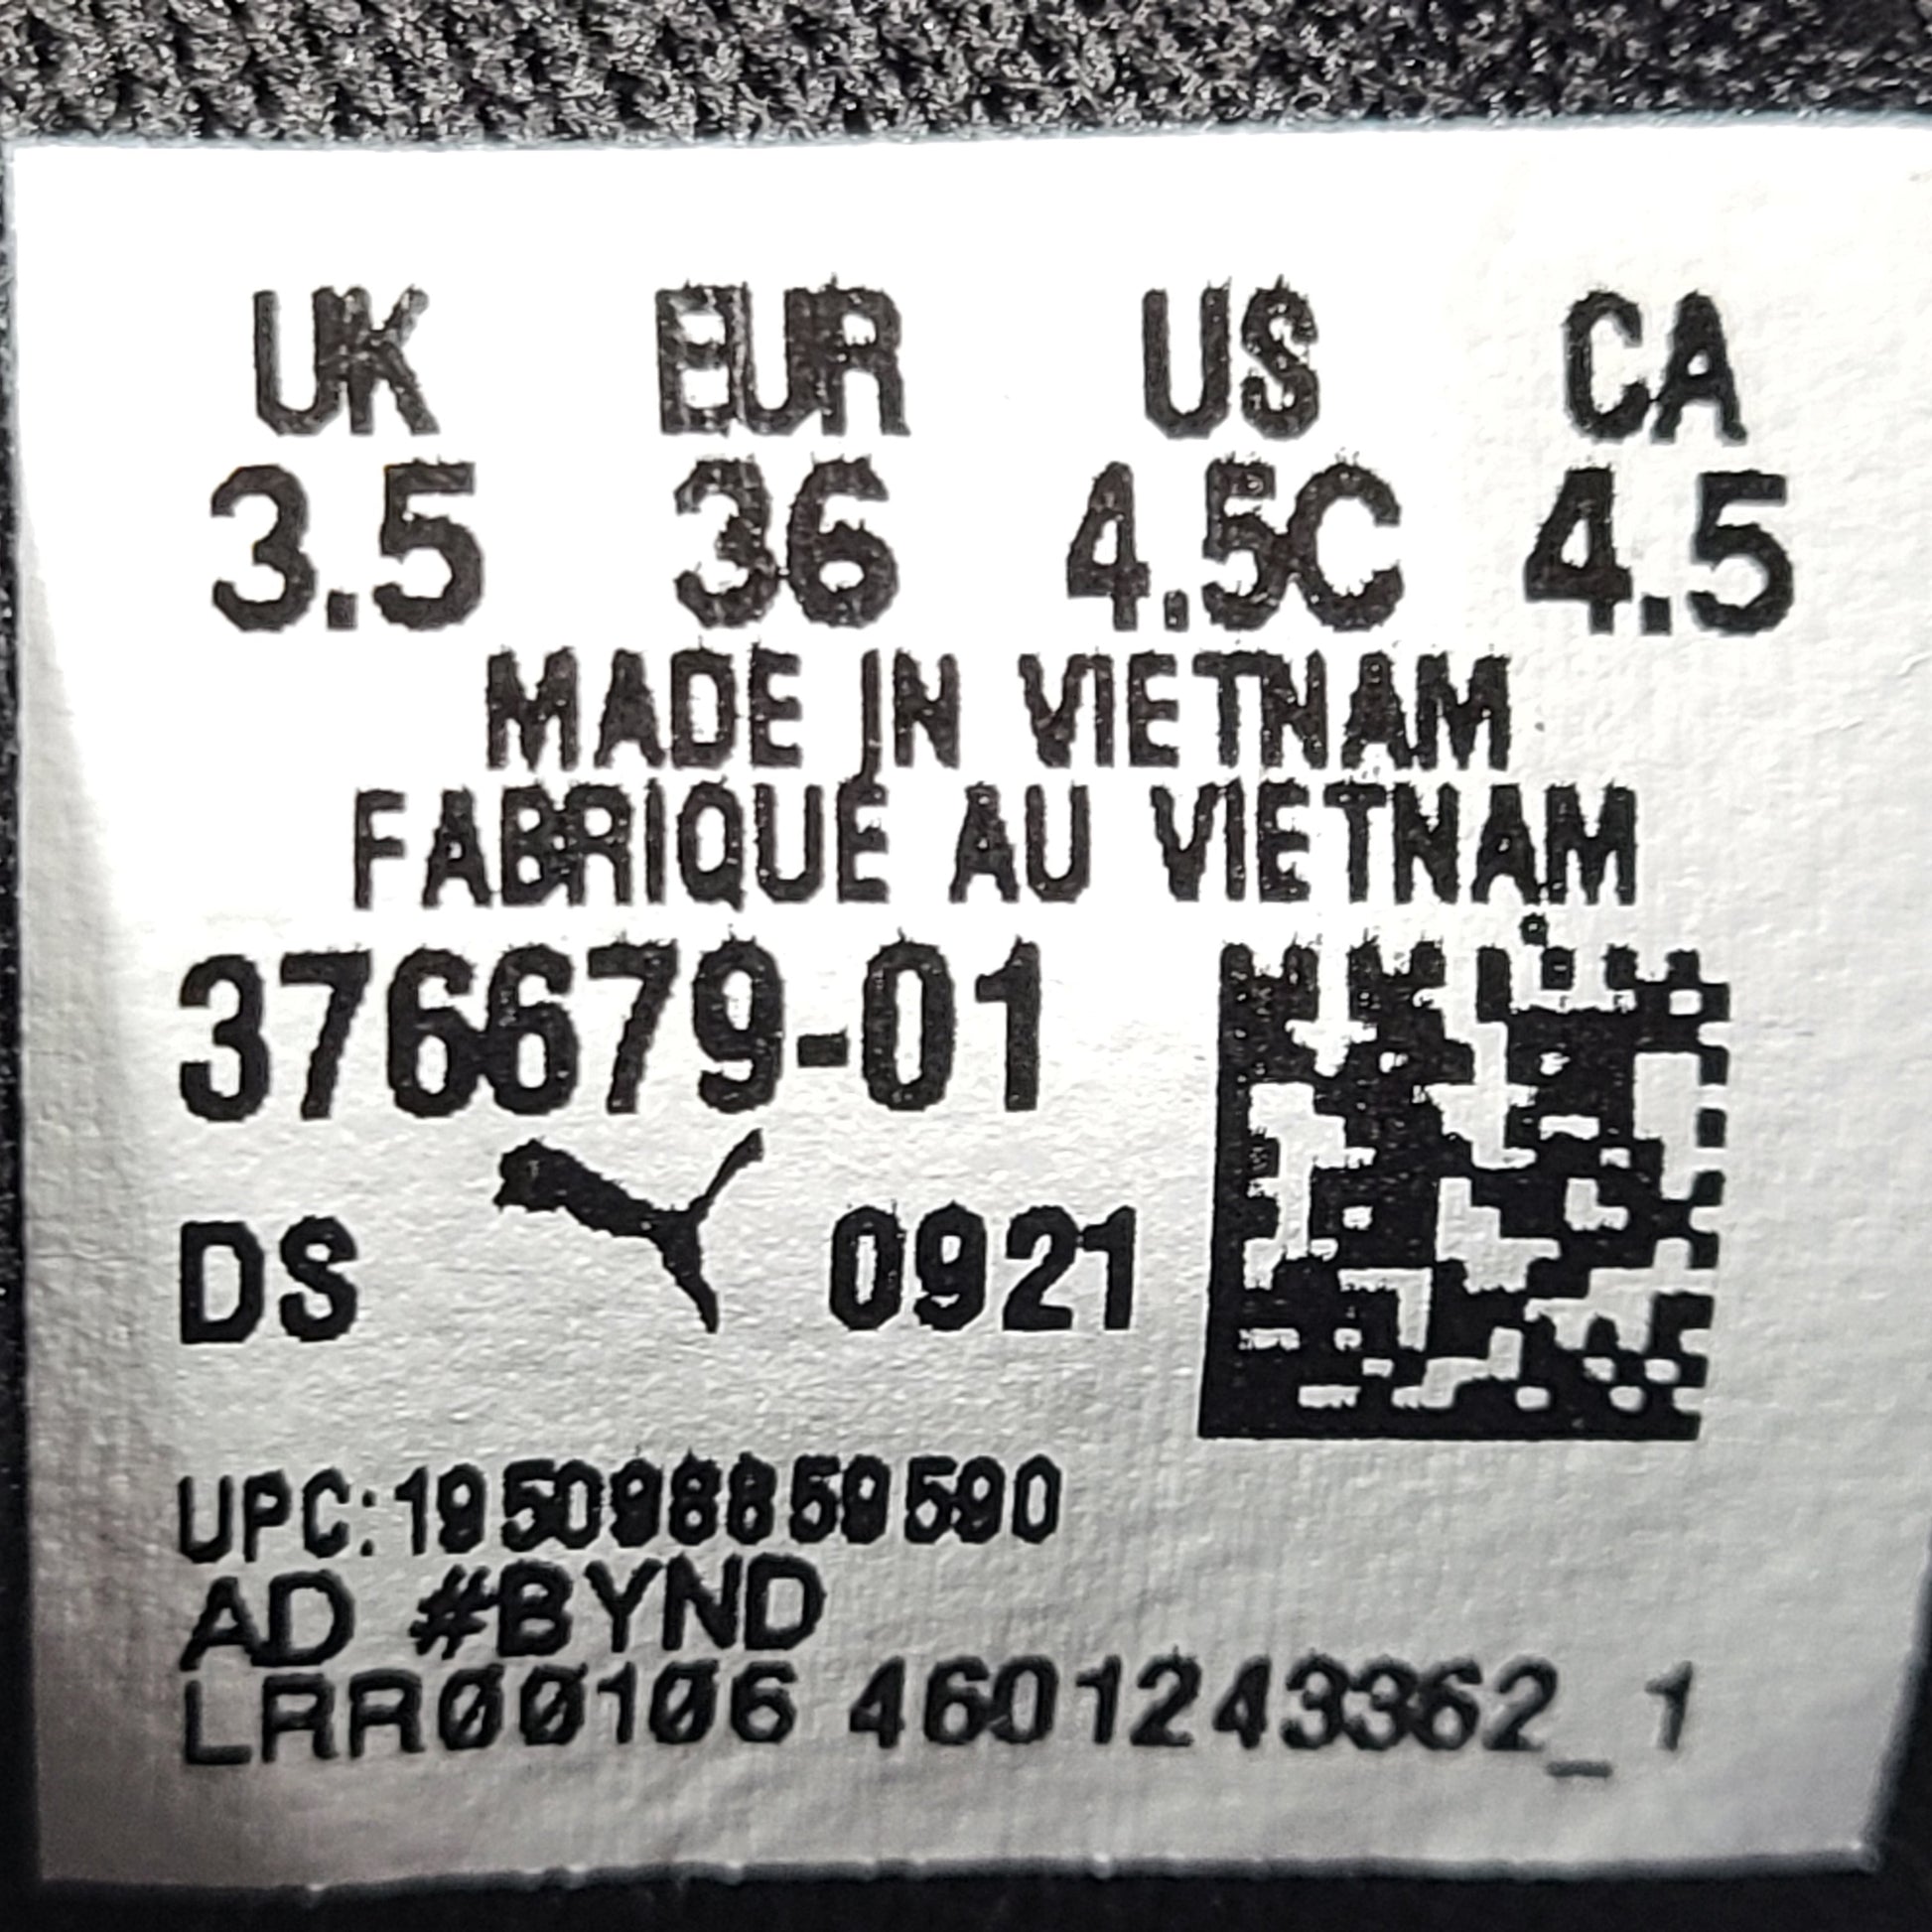 UK EUR US CA
3.5 36 4.5C 4.5
MADE IN VIETNAM
FABRIQUÉ AU VIETNAM
376679-01
DS 0921
UPC:195098859590
AD #BYND
LRR00106 4601243362_1